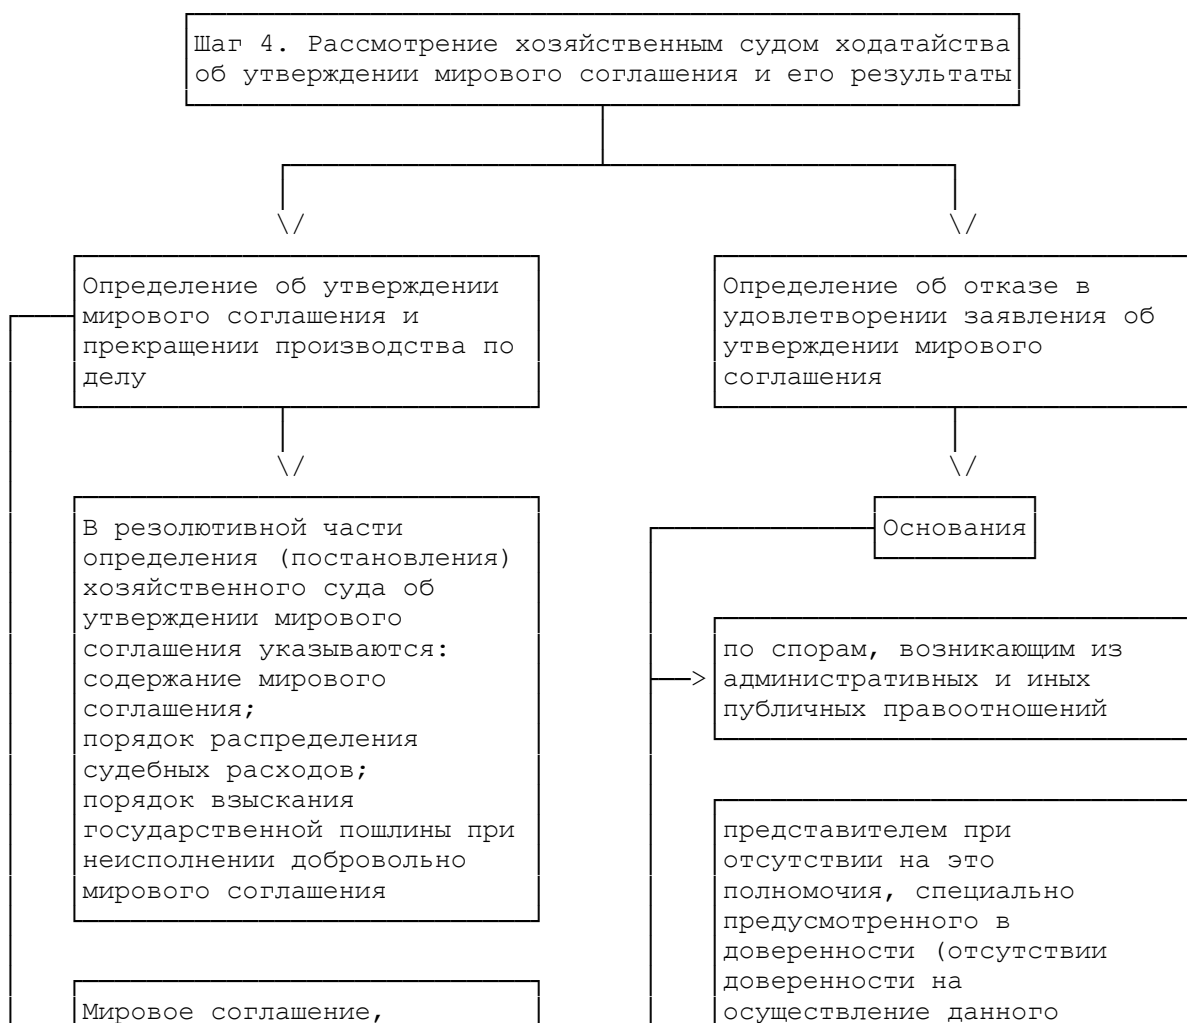 Шаг 4. Рассмотрение хозяйственным судом ходатайства
об утверждении мирового соглашения и его результаты
Определение об утверждении
мирового соглашения и
прекращении производства по
делу
Определение об отказе в
удовлетворении заявления об
утверждении мирового
соглашения
В резолютивной части
определения (постановления)
хозяйственного суда об
утверждении мирового
соглашения указываются:
содержание мирового
соглашения;
порядок распределения
судебных расходов;
порядок взыскания
государственной пошлины при
неисполнении добровольно
мирового соглашения
Основания
по спорам, возникающим из
административных и иных
публичных правоотношений
представителем при
отсутствии на это
полномочия, специально
предусмотренного в
доверенности (отсутствии
доверенности на
осуществление данного
Мировое соглашение,